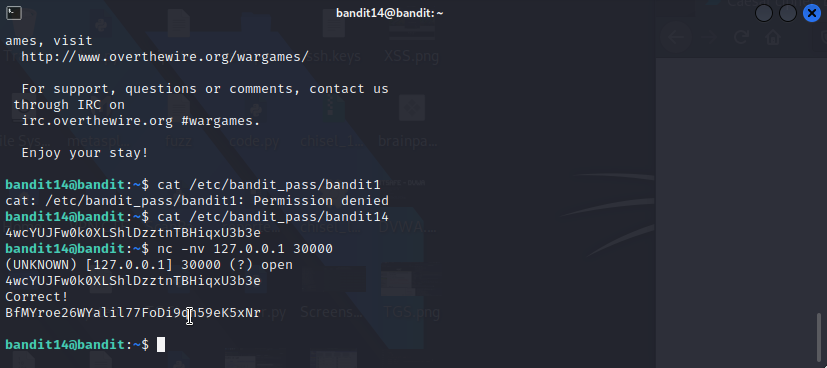 bandit14@bandit: ~
ames, visit
http://www.overthewire.org/wargames/
For support, questions or comments, contact us
through IRC on
irc.overthewire.org #wargames.
Enjoy your stay!
bandit14@bandit:~$ cat /etc/bandit_pass/bandit1
cat: /etc/bandit_pass/bandit1: Permission denied
bandit14@bandit:~$ cat /etc/bandit_pass/bandit14
4wcYUJFw0k0XLShlDzztnTBHiqxU3b3e
bandit14@bandit:~$ nc -nv 127.0.0.1 30000
(UNKNOWN) [127.0.0.1] 30000 (?) open
4wcYUJFw0k0XLShlDzztnTBHiqxU3b3e
Correct!
BfMYroe26WYalil77FoDi9qh59eK5xNr
bandit14@bandit:~$